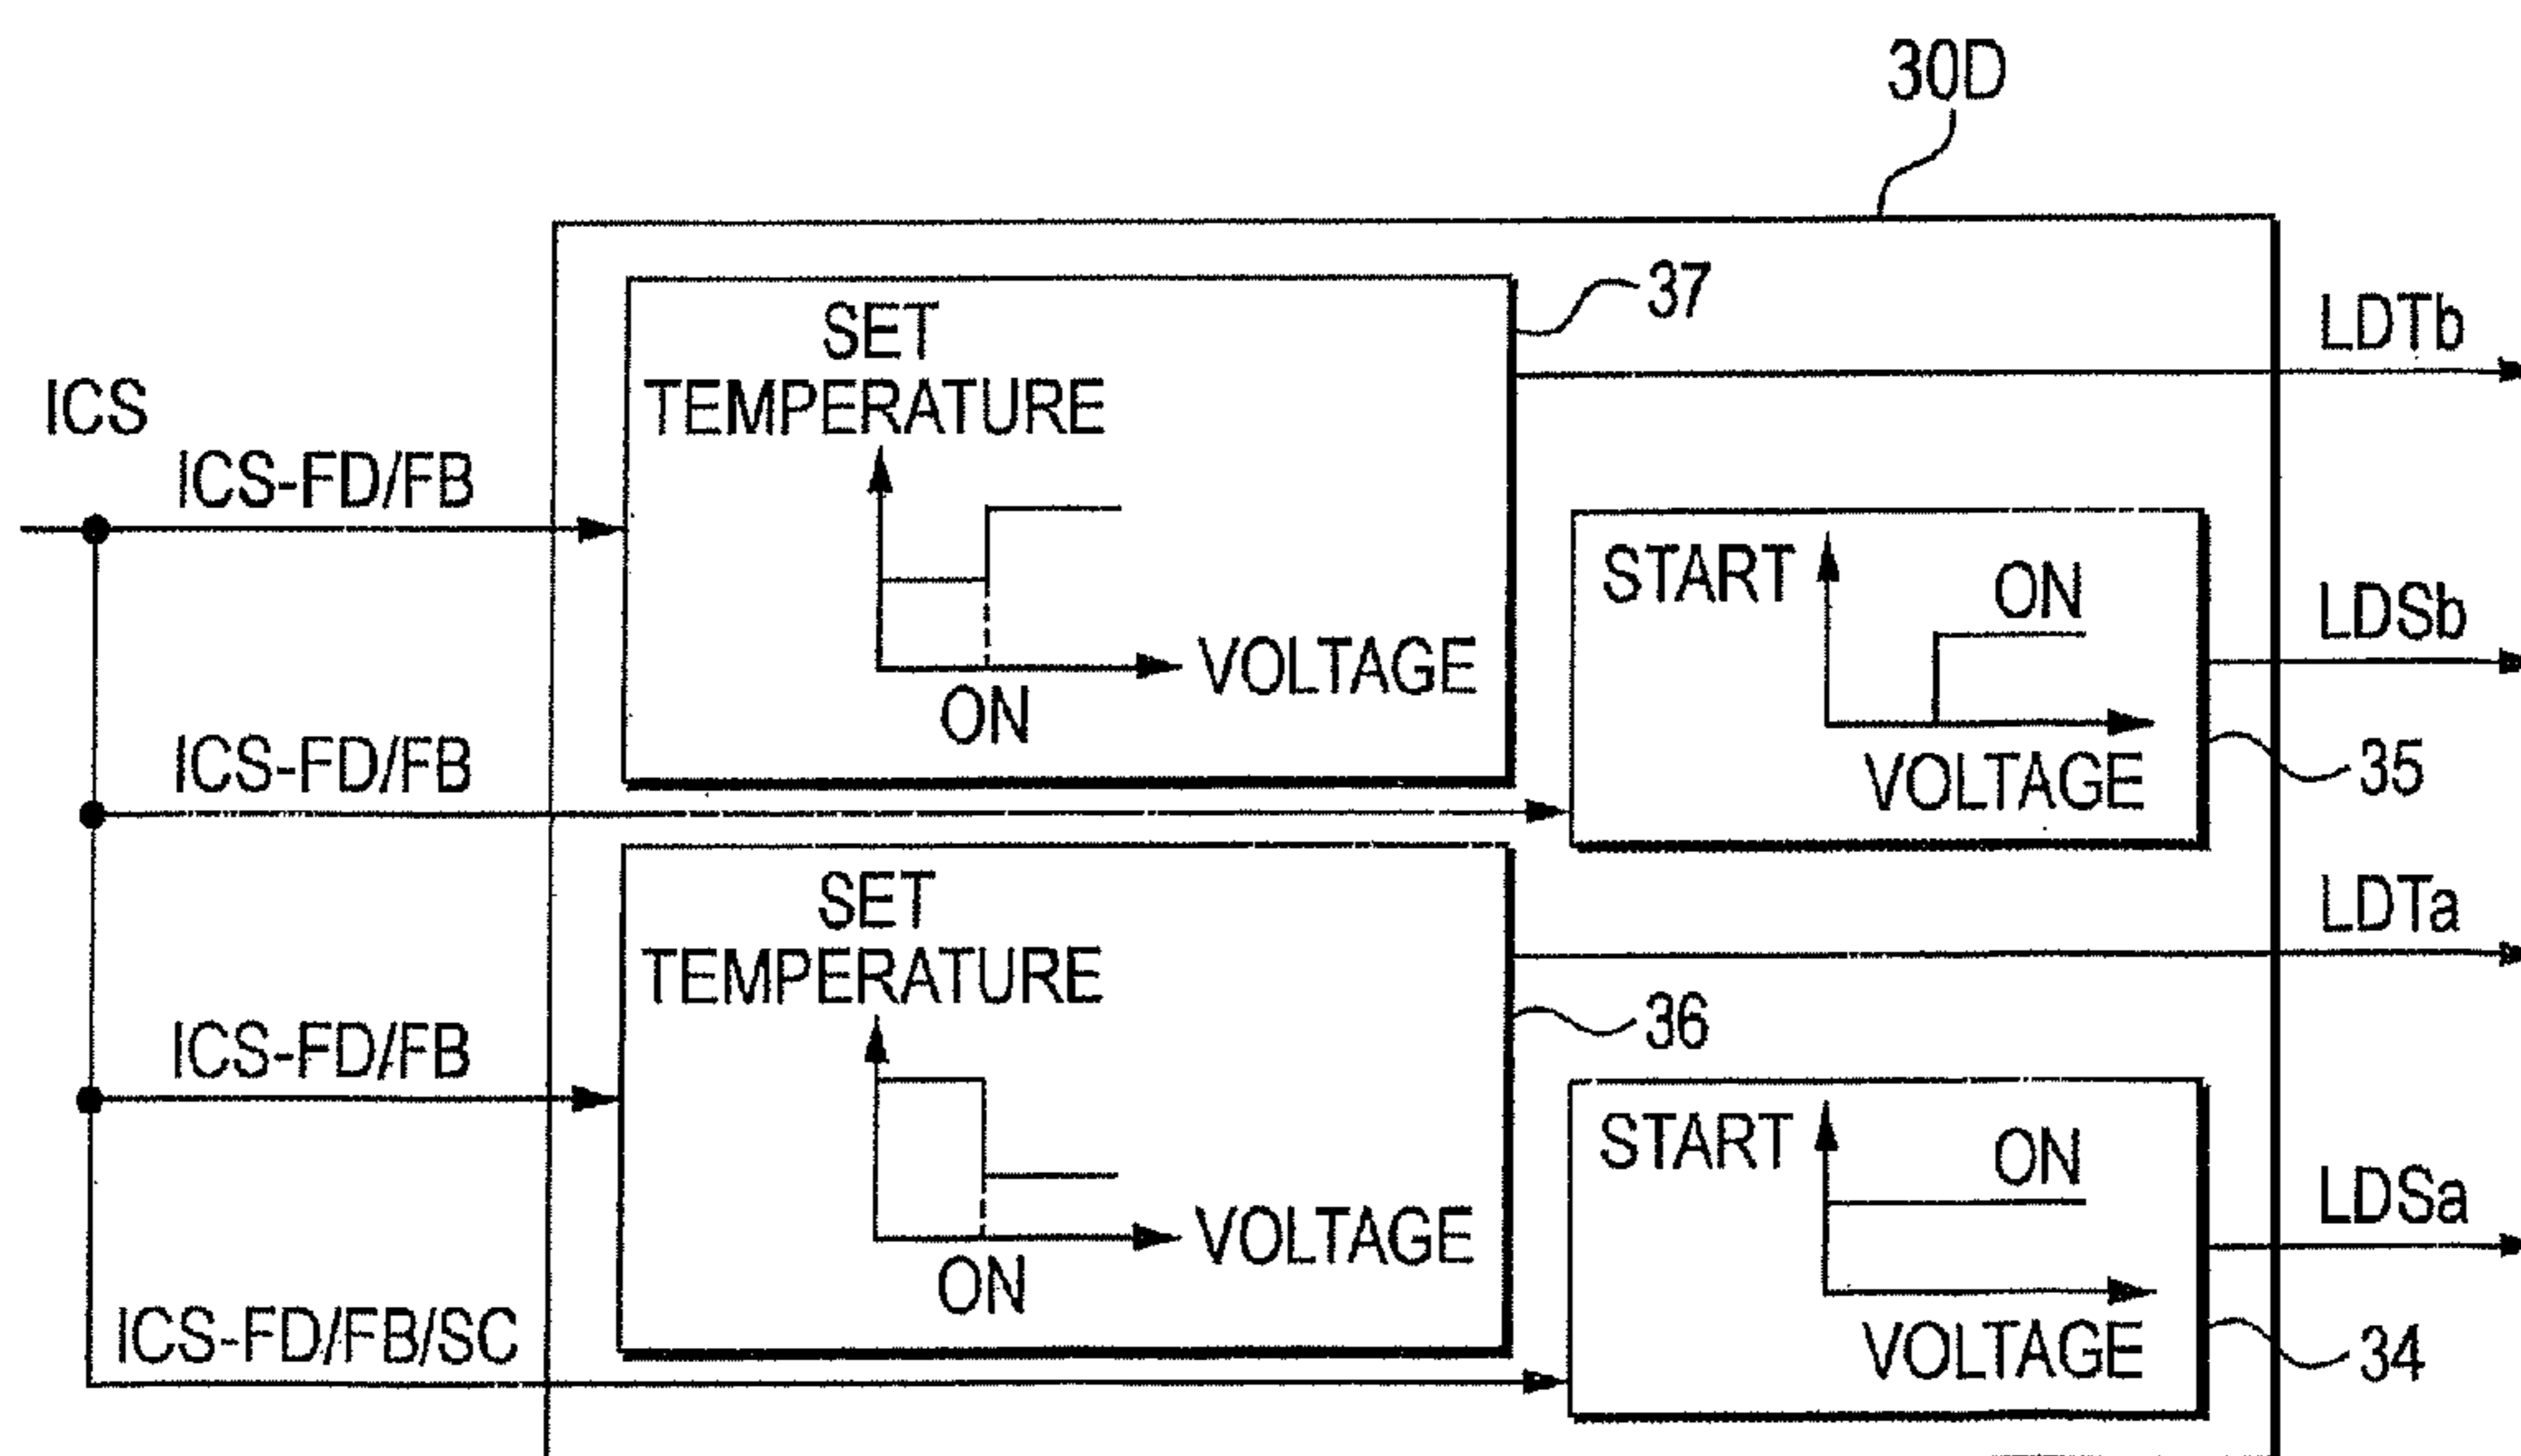 30D
37
SET
TEMPERATURE
VOLTAGE
ON
LDTb
ICS
ICS-FD/FB
START
ON
VOLTAGE
LDSb
35
ICS-FD/FB
SET
TEMPERATURE
VOLTAGE
ON
LDTa
36
ICS-FD/FB
START
ON
VOLTAGE
LDSa
34
ICS-FD/FB/SC